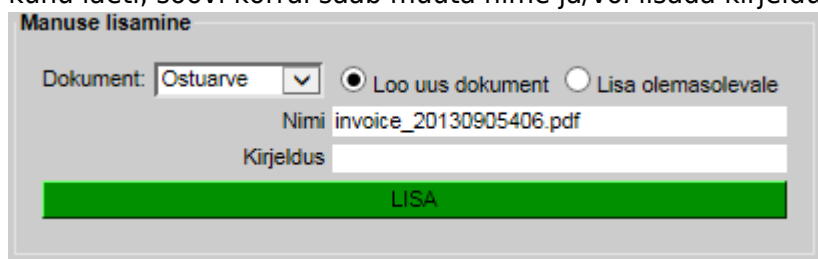 Manuse lisamine
Dokument: Ostuarve Loo uus dokument Lisa olemasolevale
Nimi invoice_20130905406.pdf
Kirjeldus
LISA